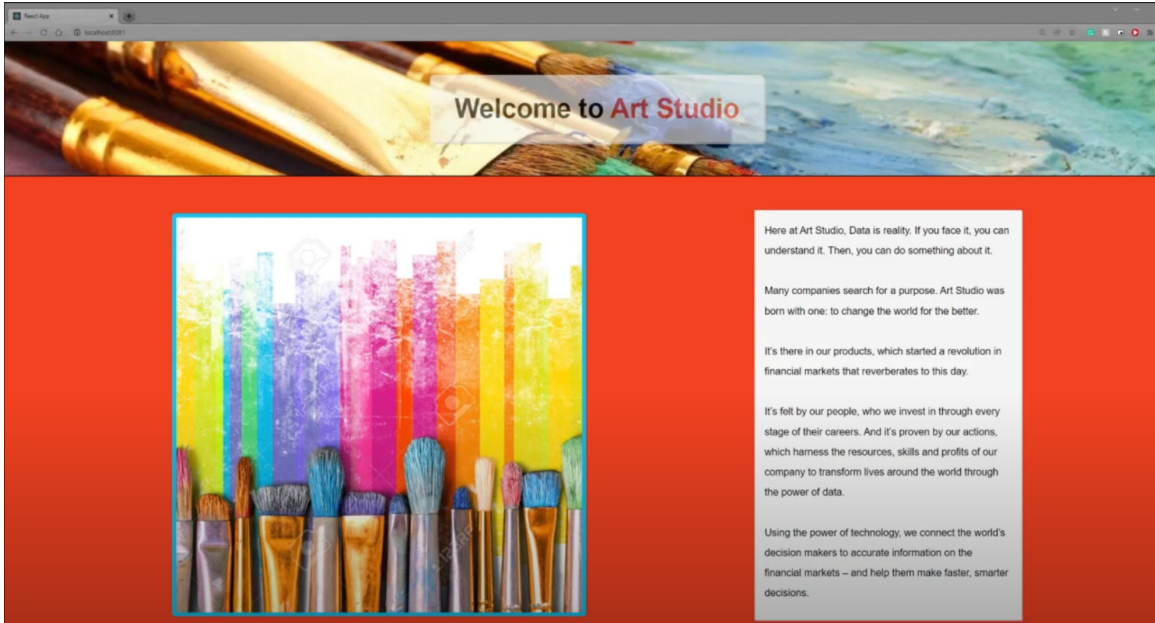 React App
localhost:8081
Welcome to Art Studio
Here at Art Studio, Data is reality. If you face it, you can
understand it. Then, you can do something about it.
Many companies search for a purpose. Art Studio was
born with one: to change the world for the better.
It's there in our products, which started a revolution in
financial markets that reverberates to this day.
It's felt by our people, who we invest in through every
stage of their careers. And it's proven by our actions,
which harness the resources, skills and profits of our
company to transform lives around the world through
the power of data.
Using the power of technology, we connect the world's
decision makers to accurate information on the
financial markets – and help them make faster, smarter
decisions.